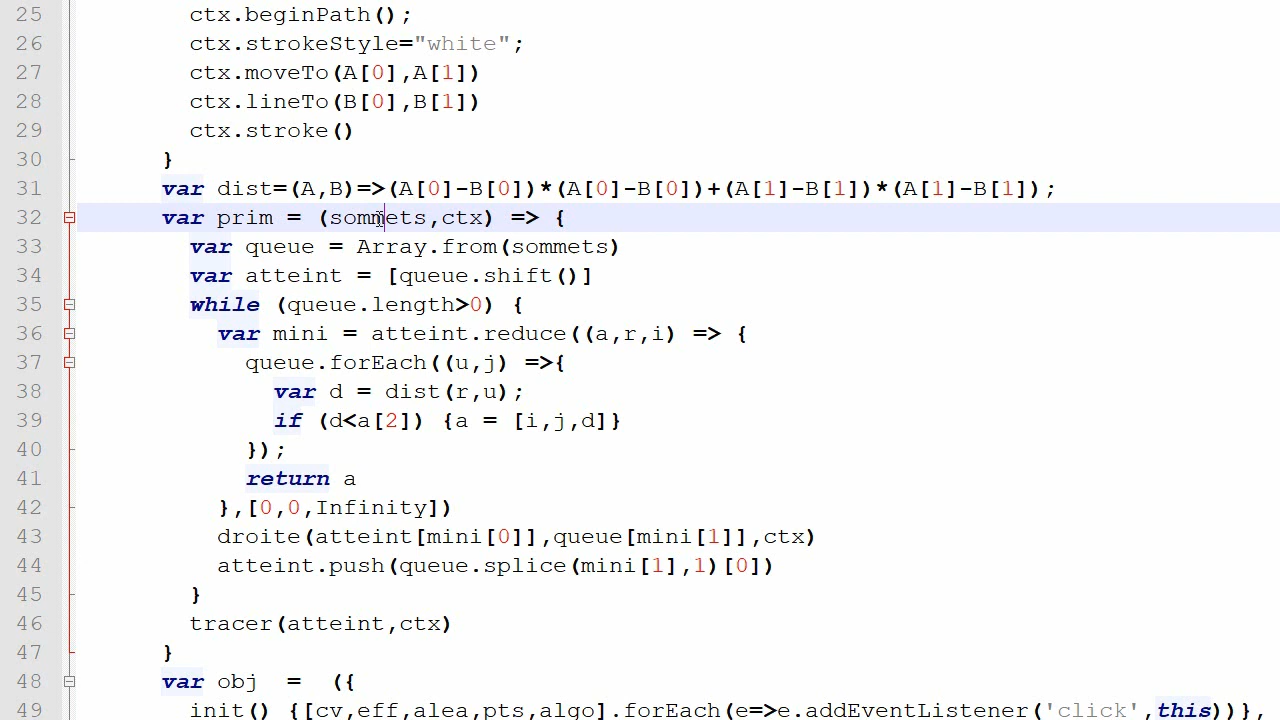 25 ctx.beginPath();
26 ctx.strokeStyle="white";
27 ctx.moveTo(A[0],A[1])
28 ctx.lineTo(B[0],B[1])
29 ctx.stroke()
30 }
31 var dist=(A,B)=>(A[0]-B[0])*(A[0]-B[0])+(A[1]-B[1])*(A[1]-B[1]);
32 var prim = (sommets,ctx) => {
33 var queue = Array.from(sommets)
34 var atteint = [queue.shift()]
35 while (queue.length>0) {
36 var mini = atteint.reduce((a,r,i) => {
37 queue.forEach((u,j) =>{
38 var d = dist(r,u);
39 if (d<a[2]) {a = [i,j,d]}
40 });
41 return a
42 },[0,0,Infinity])
43 droite(atteint[mini[0]],queue[mini[1]],ctx)
44 atteint.push(queue.splice(mini[1],1)[0])
45 }
46 tracer(atteint,ctx)
47 }
48 var obj = ({
49 init() {[cv,eff,alea,pts,algo].forEach(e=>e.addEventListener('click',this))},